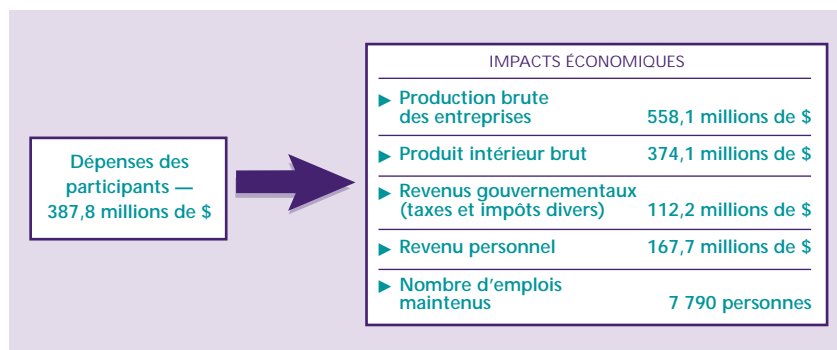 Dépenses des
participants —
387,8 millions de $
IMPACTS ÉCONOMIQUES
▶ Production brute
des entreprises 558,1 millions de $
▶ Produit intérieur brut 374,1 millions de $
▶ Revenus gouvernementaux
(taxes et impôts divers) 112,2 millions de $
▶ Revenu personnel 167,7 millions de $
▶ Nombre d'emplois
maintenus 7 790 personnes